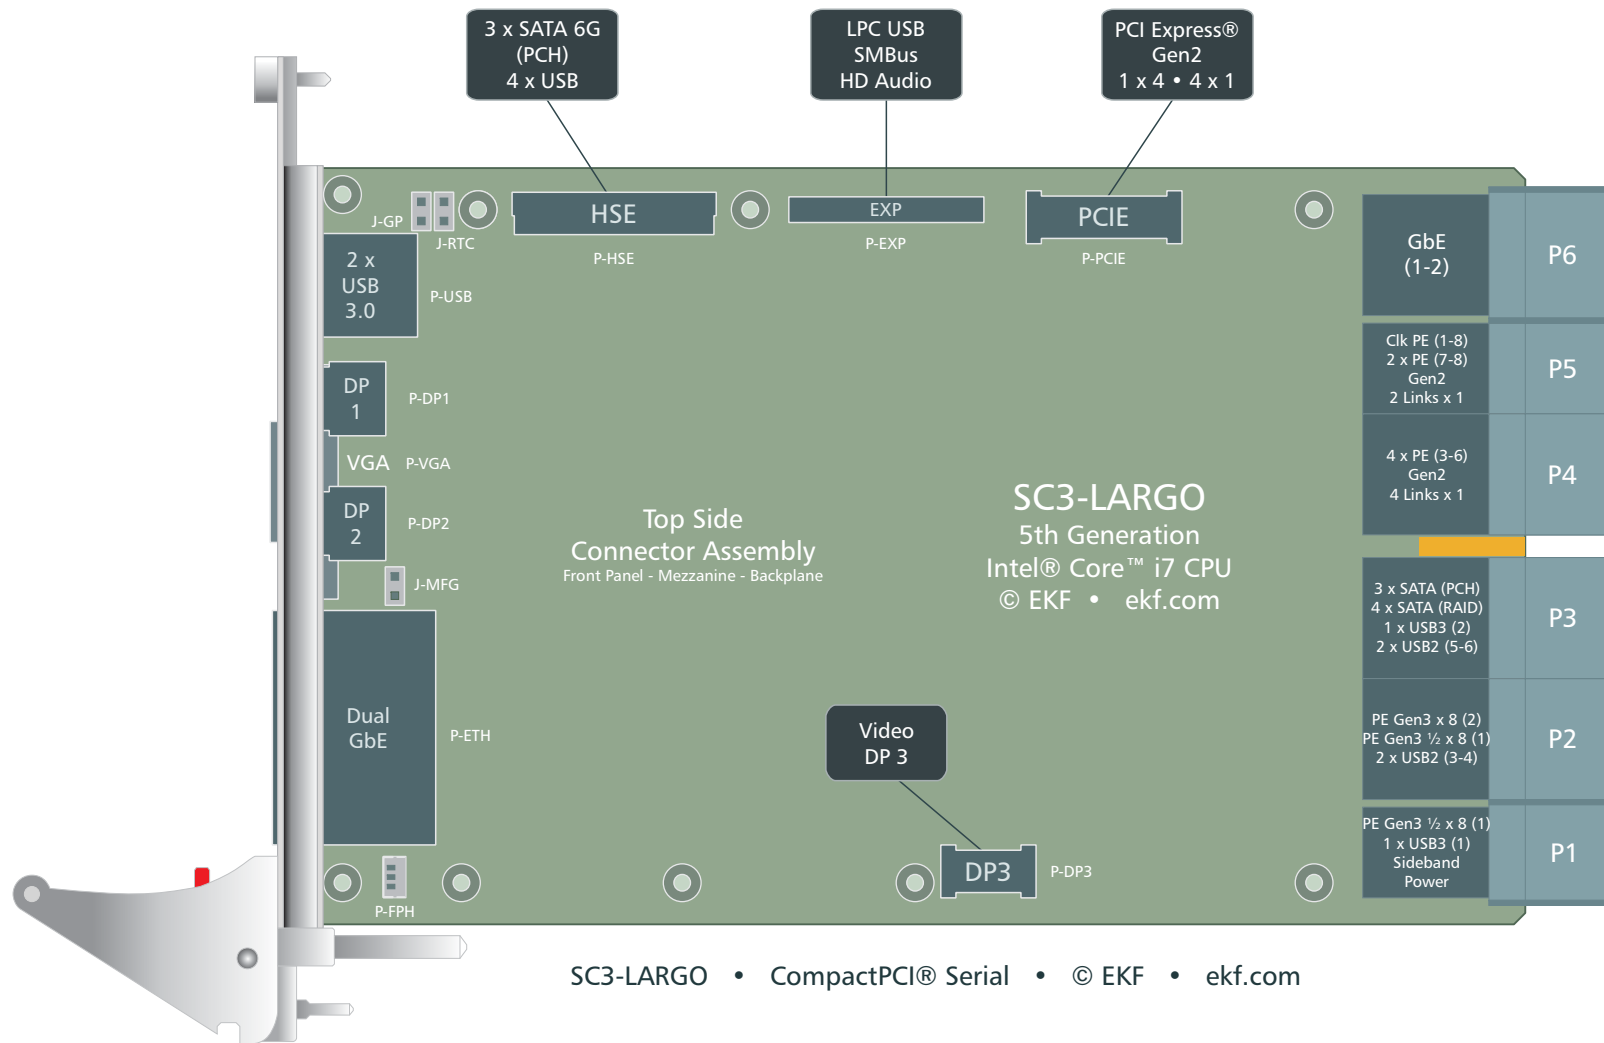 3 x SATA 6G
(PCH)
4 x USB
LPC USB
SMBus
HD Audio
PCI Express®
Gen2
1 x 4 • 4 x 1
J-GP
J-RTC
HSE
P-HSE
EXP
P-EXP
PCIE
P-PCIE
2 x
USB
3.0
P-USB
DP
1
P-DP1
VGA
P-VGA
DP
2
P-DP2
J-MFG
Dual
GbE
P-ETH
P-FPH
Top Side
Connector Assembly
Front Panel - Mezzanine - Backplane
SC3-LARGO
5th Generation
Intel® Core™ i7 CPU
© EKF • ekf.com
Video
DP 3
DP3
P-DP3
GbE
(1-2)
P6
Clk PE (1-8)
2 x PE (7-8)
Gen2
2 Links x 1
P5
4 x PE (3-6)
Gen2
4 Links x 1
P4
3 x SATA (PCH)
4 x SATA (RAID)
1 x USB3 (2)
2 x USB2 (5-6)
P3
PE Gen3 x 8 (2)
PE Gen3 ½ x 8 (1)
2 x USB2 (3-4)
P2
PE Gen3 ½ x 8 (1)
1 x USB3 (1)
Sideband
Power
P1
SC3-LARGO • CompactPCI® Serial • © EKF • ekf.com